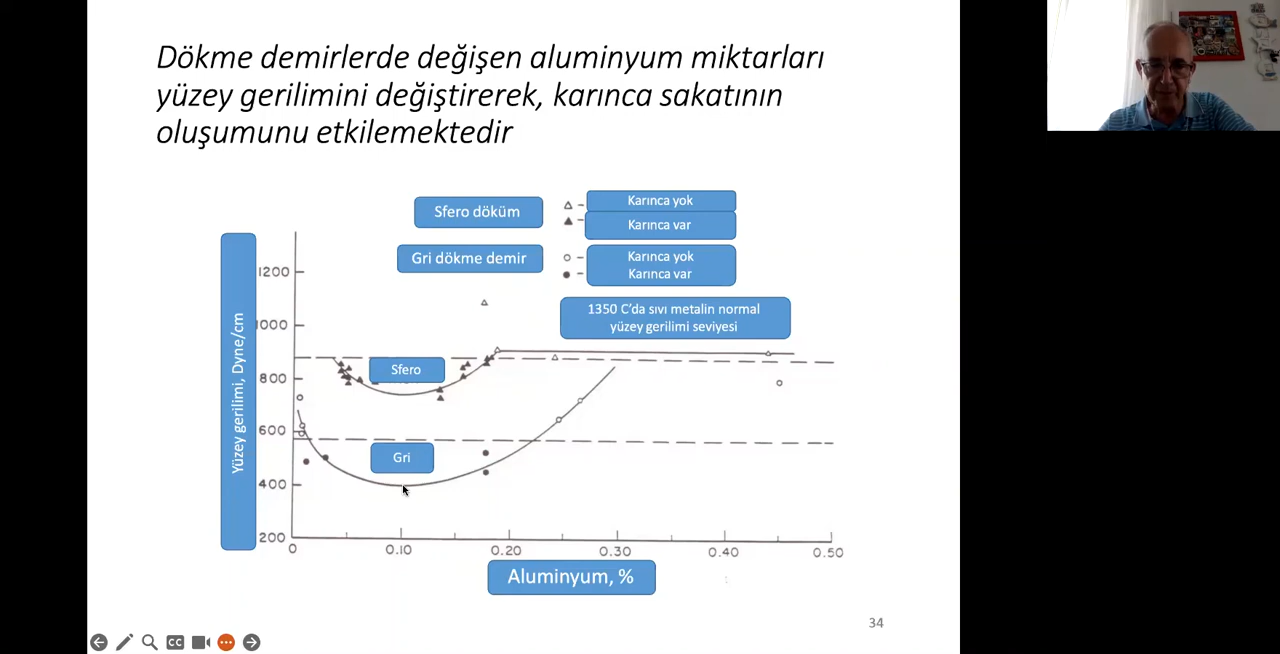 Dökme demirlerde değişen aluminyum miktarları
yüzey gerilimini değiştirerek, karınca sakatının
oluşumunu etkilemektedir
Sfero döküm
Karınca yok
Karınca var
Gri dökme demir
Karınca yok
Karınca var
1350 C’da sıvı metalin normal
yüzey gerilimi seviyesi
Yüzey gerilimi, Dyne/cm
1200
1000
800
600
400
200
Sfero
Gri
0
0.10
0.20
0.30
0.40
0.50
Aluminyum, %
34
CC